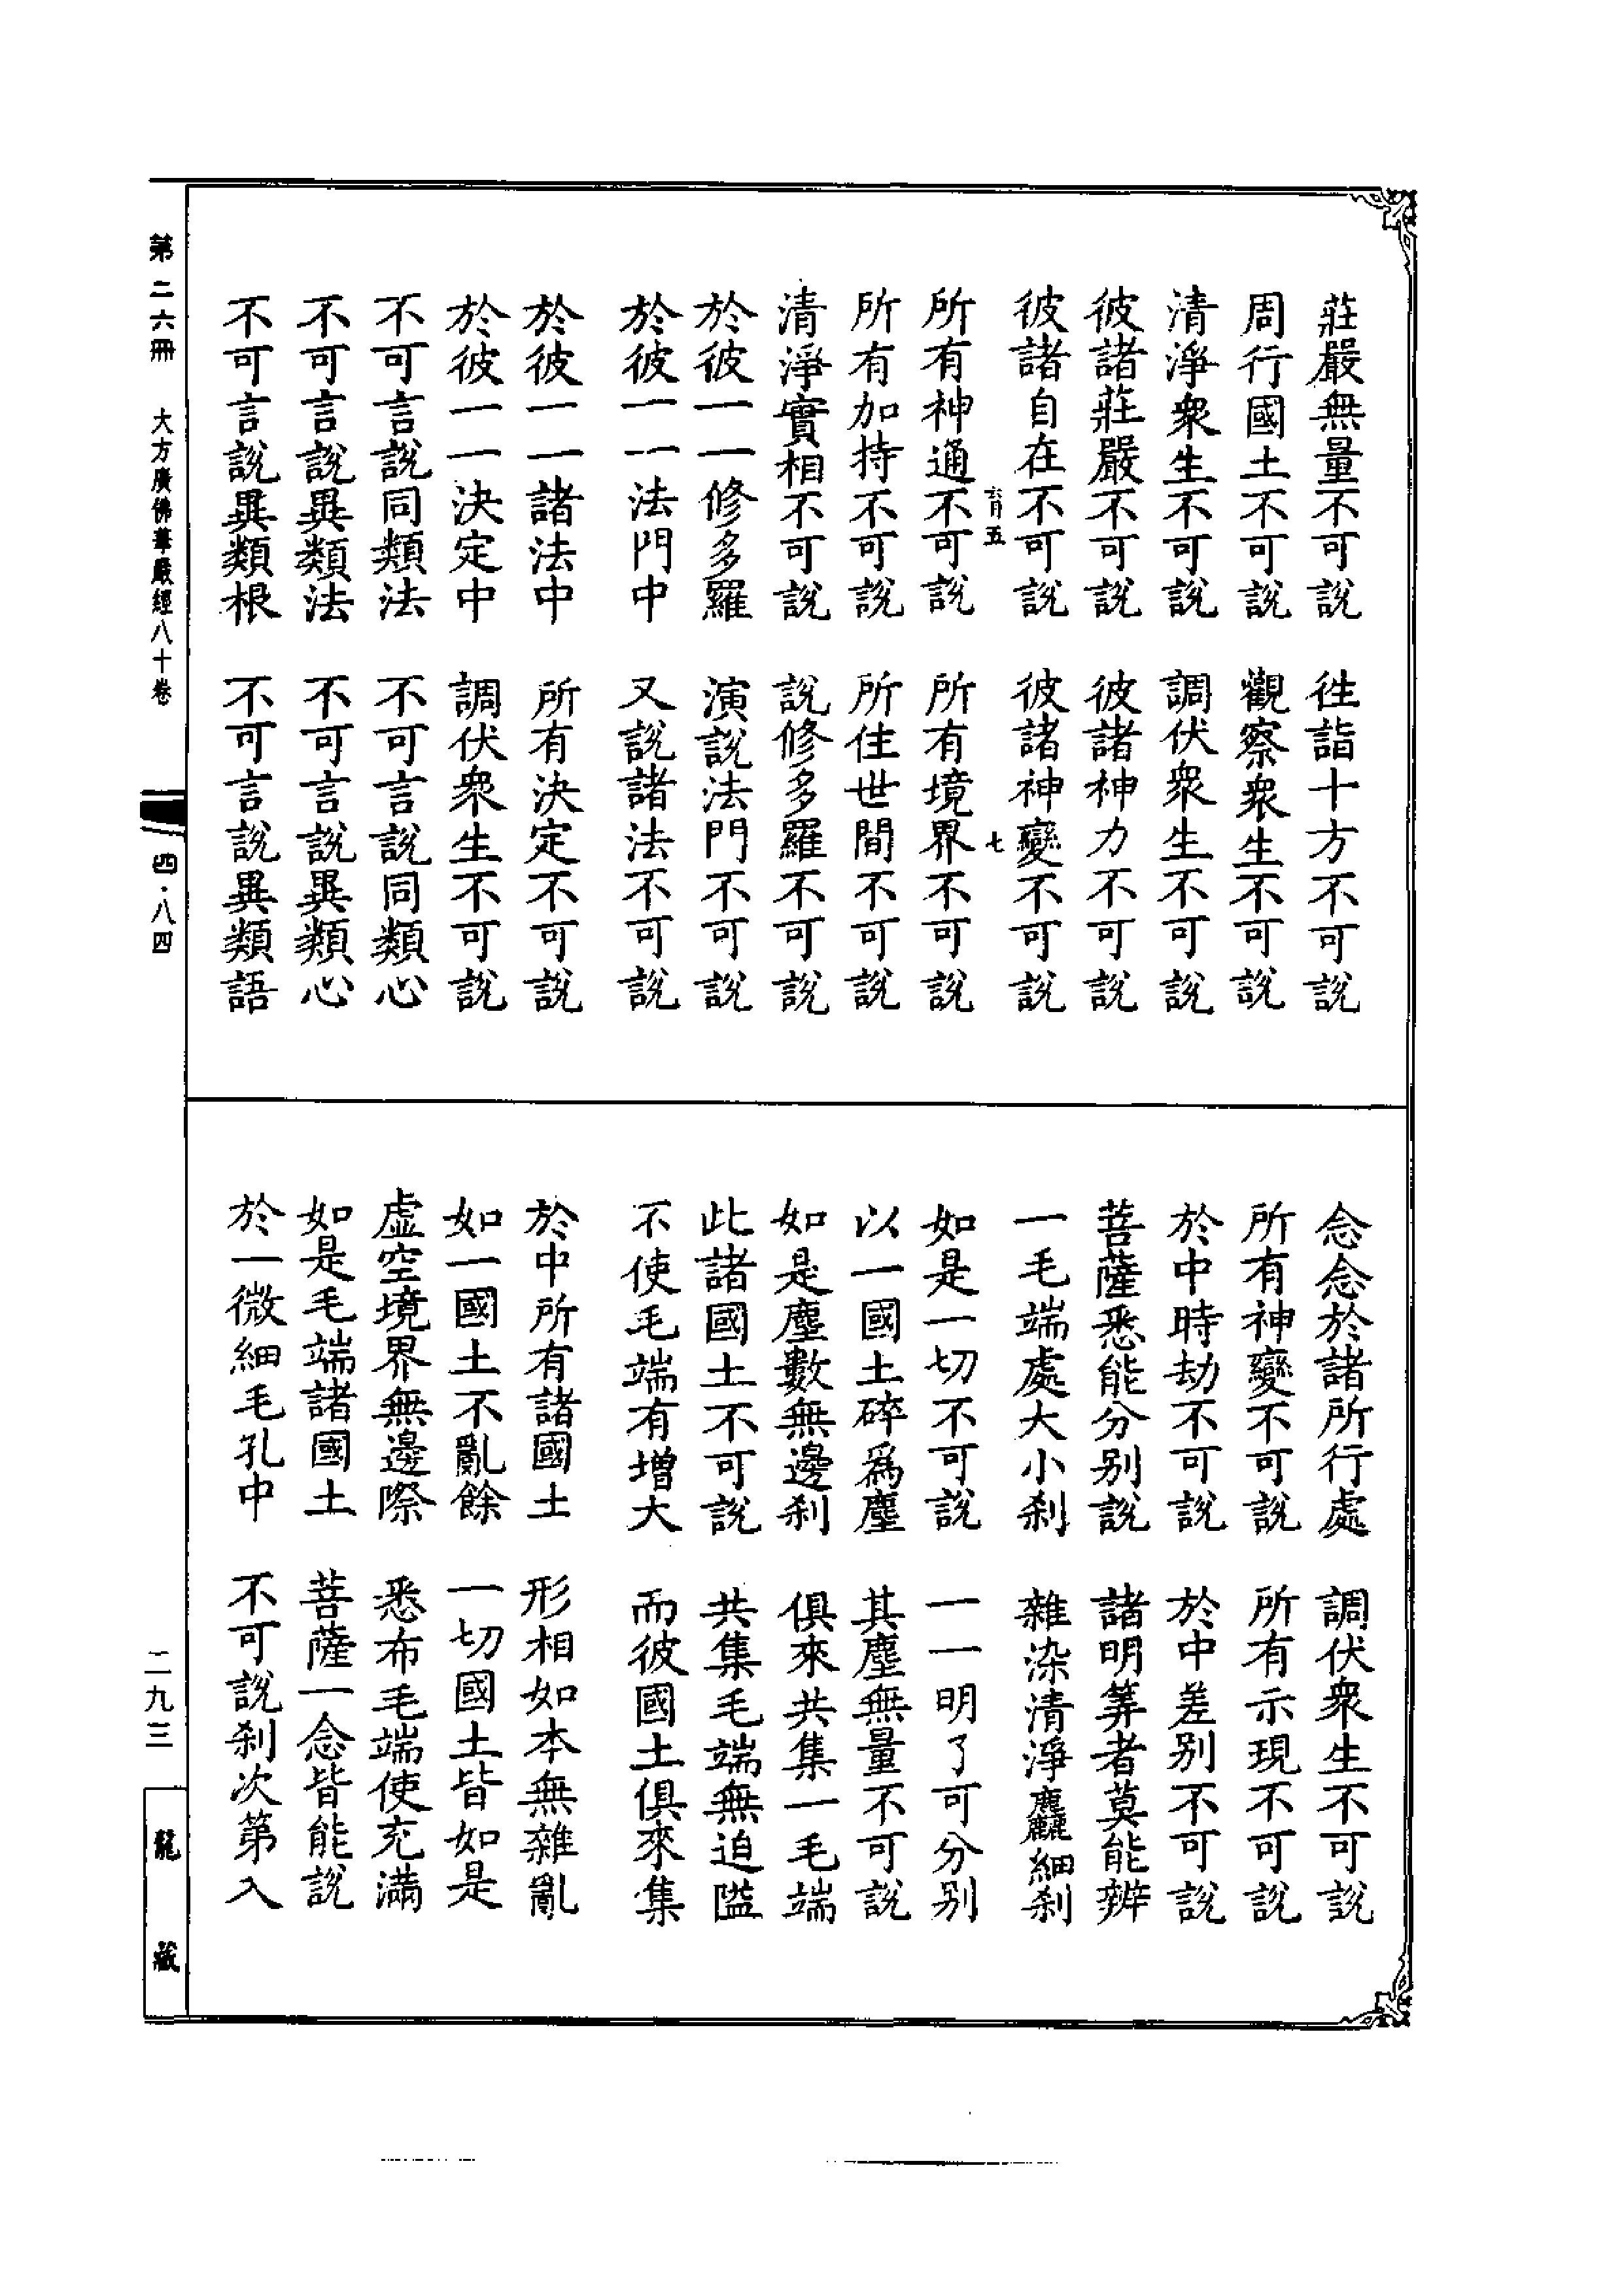 莊嚴無量不可說　往詣十方不可說
周行國土不可說　觀察衆生不可說
清淨衆生不可說　調伏衆生不可說
彼諸莊嚴不可說　彼諸神力不可說
彼諸自在不可說　彼諸神變不可說
五　七
所有神通不可說　所有境界不可說
所有加持不可說　所住世間不可說
清淨實相不可說　說修多羅不可說
於彼一一修多羅　演說法門不可說
於彼一一法門中　又說諸法不可說
於彼一一諸法中　所有決定不可說
於彼一一決定中　調伏衆生不可說
不可言說同類法　不可言說同類心
不可言說異類法　不可言說異類心
不可言說異類根　不可言說異類語
念念於諸所行處　調伏衆生不可說
所有神變不可說　所有示現不可說
於中時劫不可說　於中差別不可說
菩薩悉能分別說　諸明筭者莫能辨
一毛端處大小刹　雜染清淨麤細刹
如是一切不可說　一一明了可分別
以一國土碎爲塵　其塵無量不可說
如是塵數無邊刹　俱來共集一毛端
此諸國土不可說　共集毛端無迫隘
不使毛端有增大　而彼國土俱來集
於中所有諸國土　形相如本無雜亂
如一國土不亂餘　一切國土皆如是
虛空境界無邊際　悉布毛端使充滿
如是毛端諸國土　菩薩一念皆能說
於一微細毛孔中　不可說刹次第入
第二六冊　大方廣佛華嚴經八十卷　四·八四　二九三　龍藏